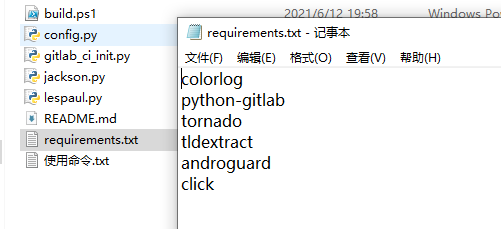 build.ps1
2021/6/12 19:58
Windows Pow
config.py
gitlab_ci_init.py
jackson.py
lespaul.py
README.md
requirements.txt
使用命令.txt
requirements.txt - 记事本
文件(F) 编辑(E) 格式(O) 查看(V) 帮助(H)
colorlog
python-gitlab
tornado
tldextract
androguard
click